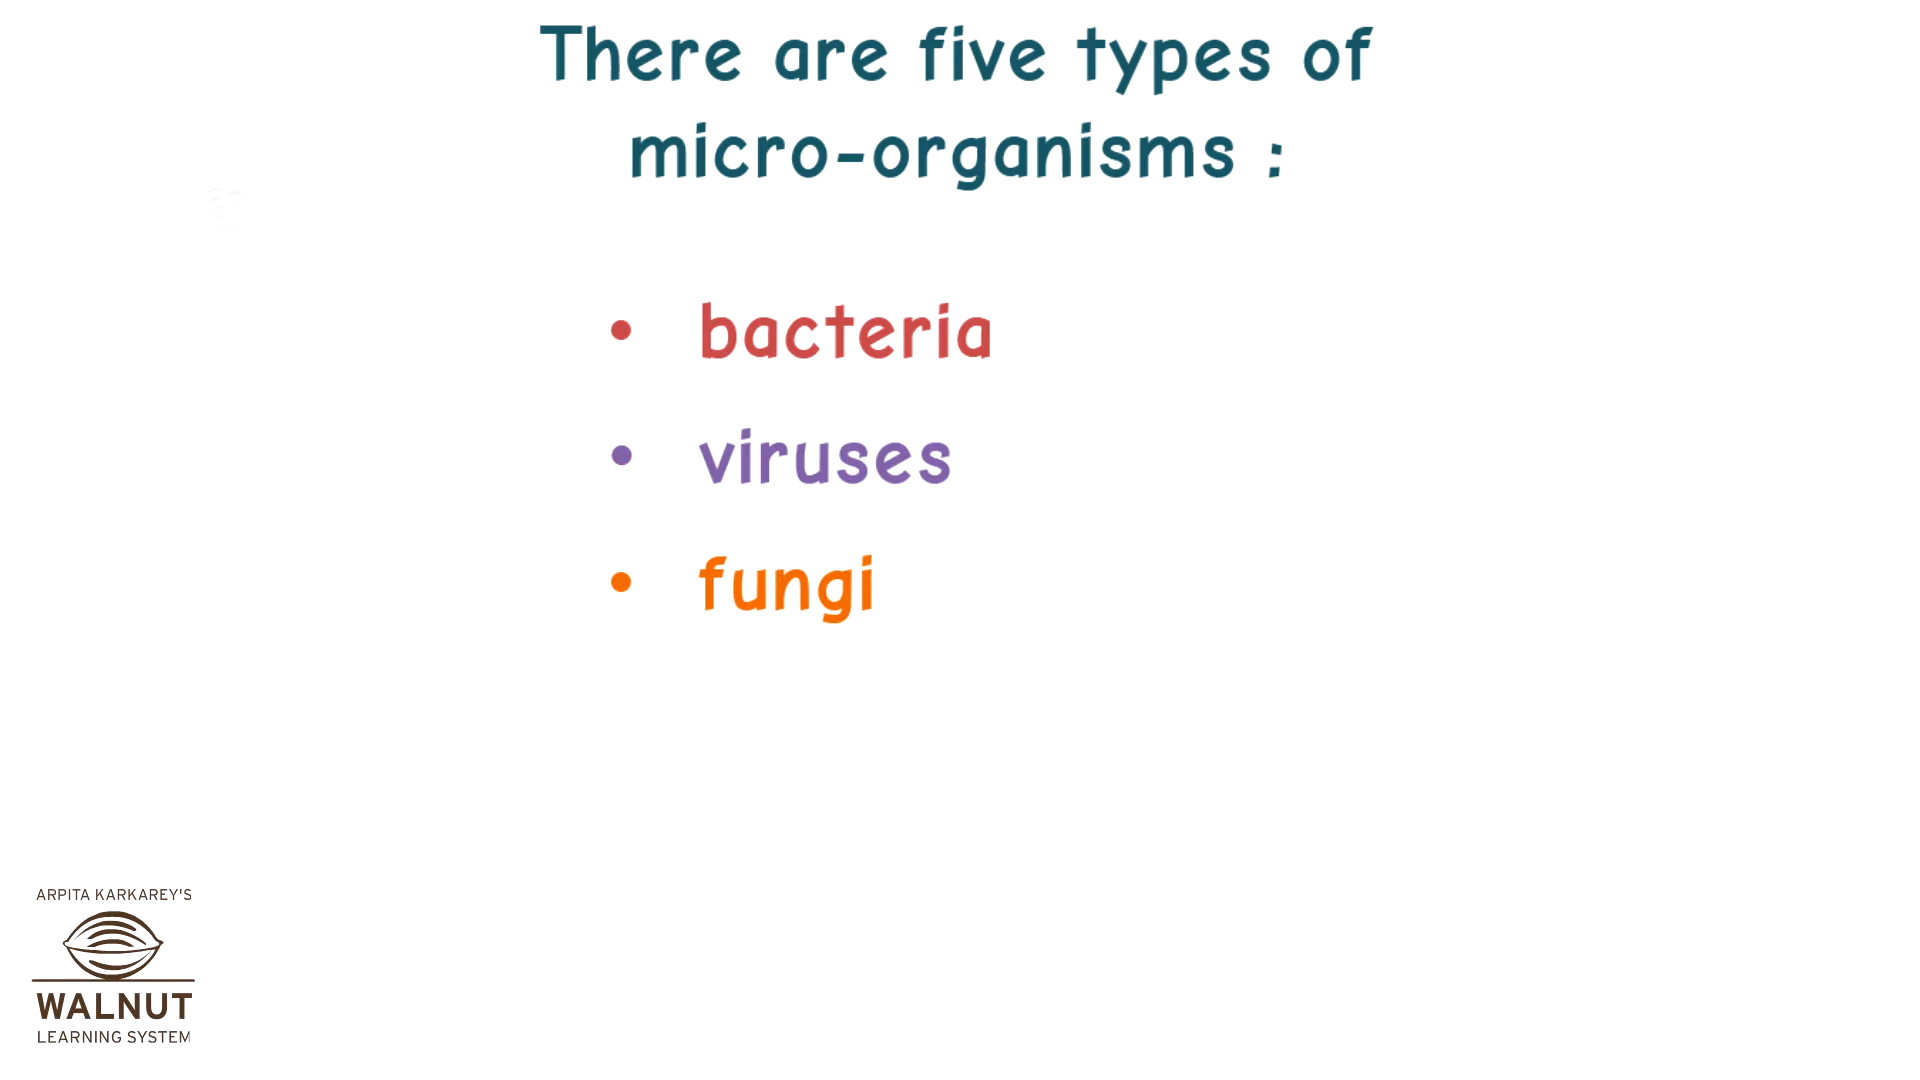 There are five types of
micro-organisms :
• bacteria
• viruses
• fungi
ARPITA KARKAREY'S
WALNUT
LEARNING SYSTEM